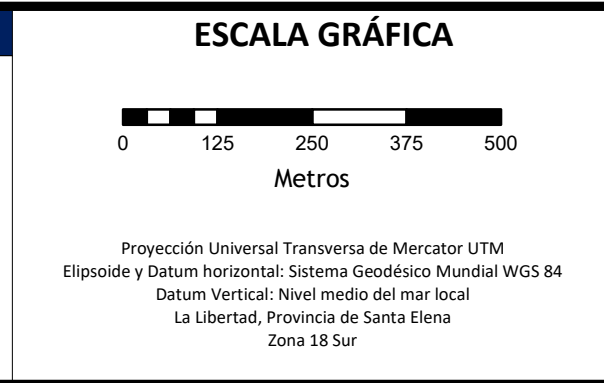 ESCALA GRÁFICA
0 125 250 375 500
Metros
Proyección Universal Transversa de Mercator UTM
Elipsoide y Datum horizontal: Sistema Geodésico Mundial WGS 84
Datum Vertical: Nivel medio del mar local
La Libertad, Provincia de Santa Elena
Zona 18 Sur